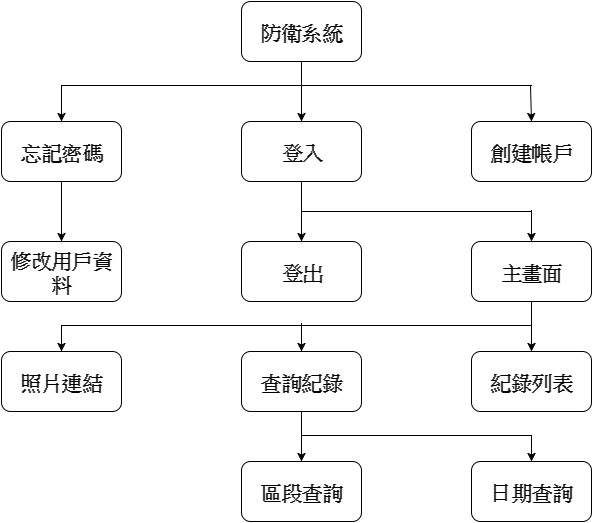 防衛系統
忘記密碼
登入
創建帳戶
修改用戶資
料
登出
主畫面
照片連結
查詢紀錄
紀錄列表
區段查詢
日期查詢